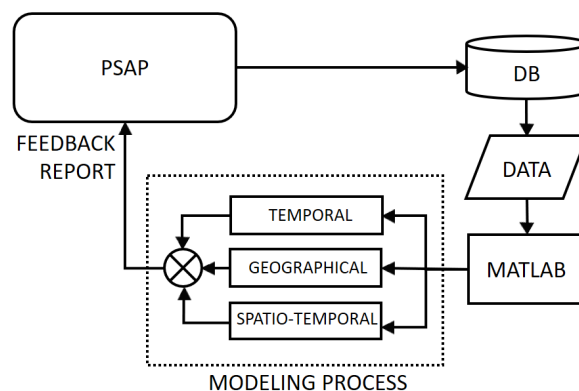 PSAP
DB
FEEDBACK
REPORT
DATA
TEMPORAL
GEOGRAPHICAL
MATLAB
SPATIO-TEMPORAL
MODELING PROCESS